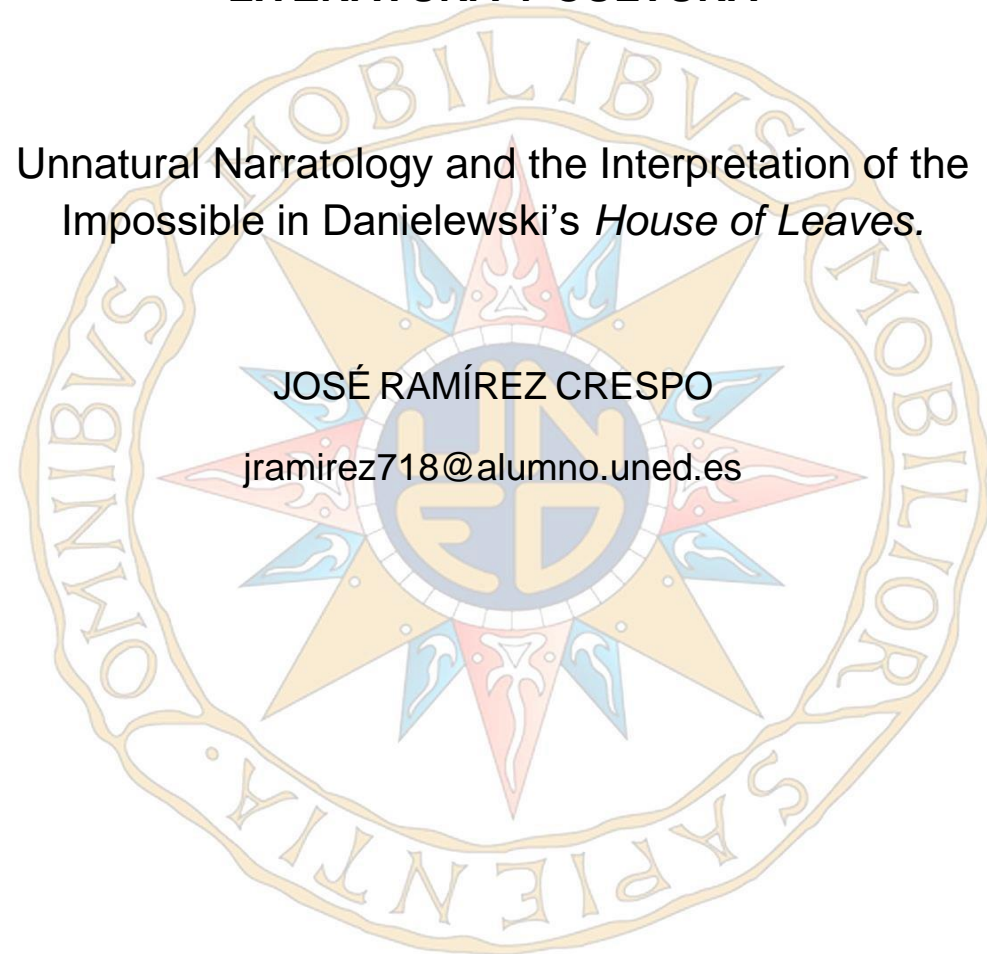 LITERATURA Y CULTURA
Unnatural Narratology and the Interpretation of the
Impossible in Danielewski's House of Leaves.
JOSÉ RAMÍREZ CRESPO
jramirez718@alumno.uned.es
OMNIBVS MOBILIBVS MOBILIOR SAPIENTIA
UNED